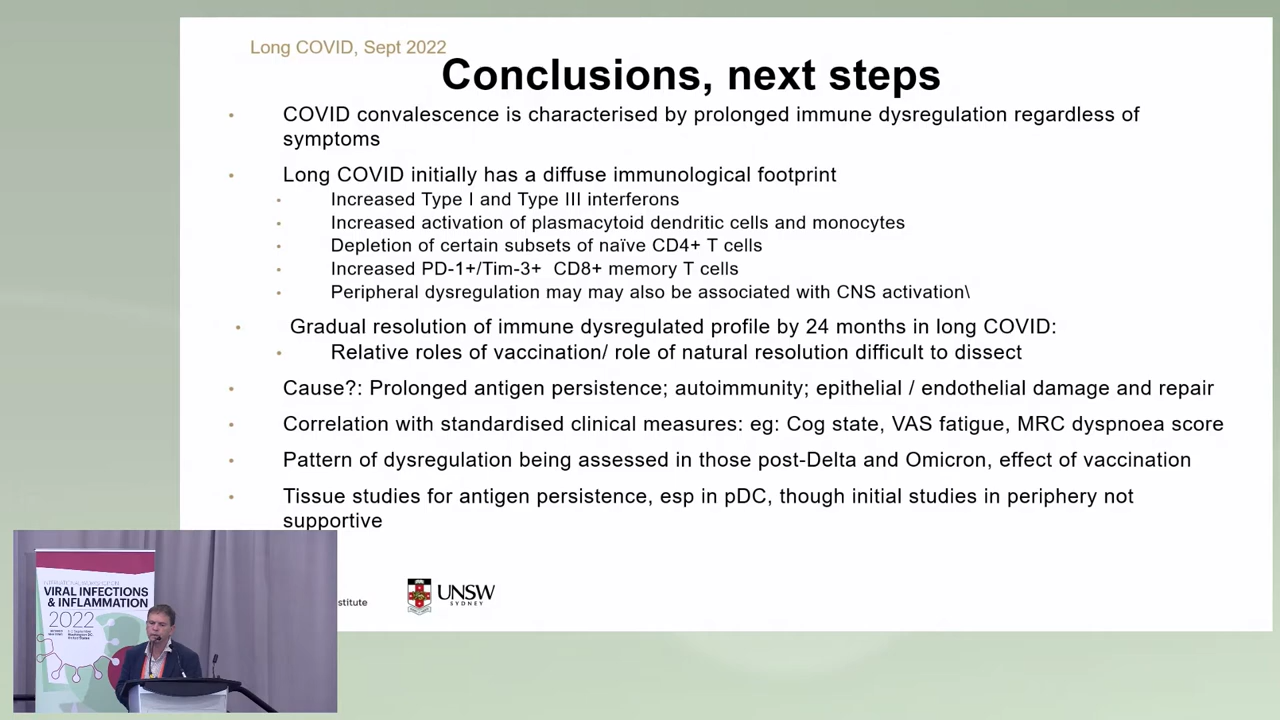 Long COVID, Sept 2022
Conclusions, next steps
• COVID convalescence is characterised by prolonged immune dysregulation regardless of
symptoms
• Long COVID initially has a diffuse immunological footprint
• Increased Type I and Type III interferons
• Increased activation of plasmacytoid dendritic cells and monocytes
• Depletion of certain subsets of naïve CD4+ T cells
• Increased PD-1+/Tim-3+ CD8+ memory T cells
• Peripheral dysregulation may may also be associated with CNS activation\
• Gradual resolution of immune dysregulated profile by 24 months in long COVID:
• Relative roles of vaccination/ role of natural resolution difficult to dissect
• Cause?: Prolonged antigen persistence; autoimmunity; epithelial / endothelial damage and repair
• Correlation with standardised clinical measures: eg: Cog state, VAS fatigue, MRC dyspnoea score
• Pattern of dysregulation being assessed in those post-Delta and Omicron, effect of vaccination
• Tissue studies for antigen persistence, esp in pDC, though initial studies in periphery not
supportive
stitute
UNSW
SYDNEY
VIRAL INFECTIONS
& INFLAMMATION
2022